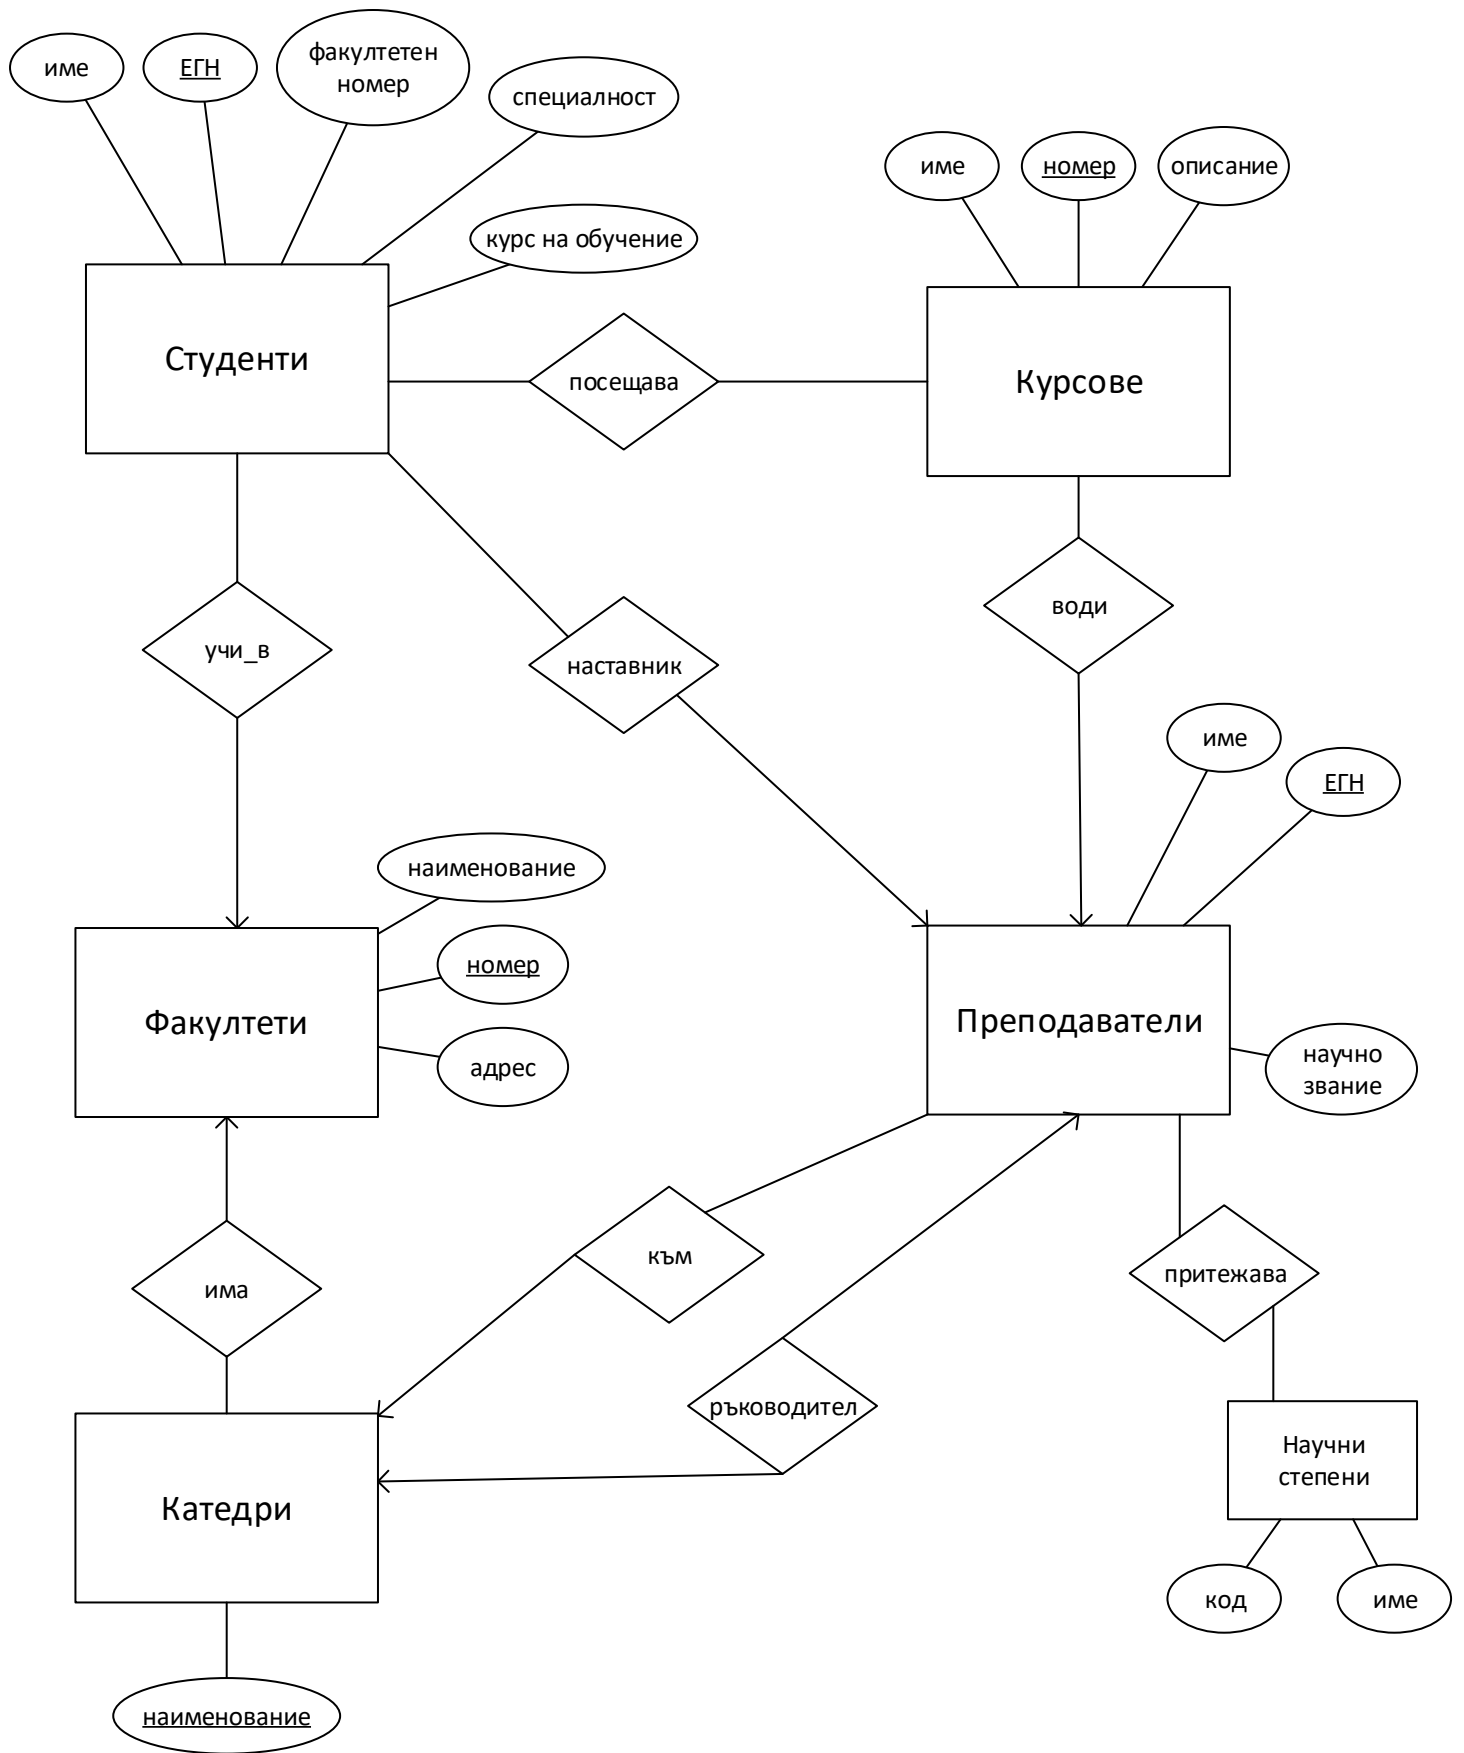 име
ЕГН
факултетен
номер
специалност
име
номер
описание
курс на обучение
Студенти
посещава
Курсове
води
учи_в
наставник
име
ЕГН
наименование
номер
Факултети
Преподаватели
адрес
научно
звание
към
притежава
има
ръководител
Научни
степени
Катедри
код
име
наименование